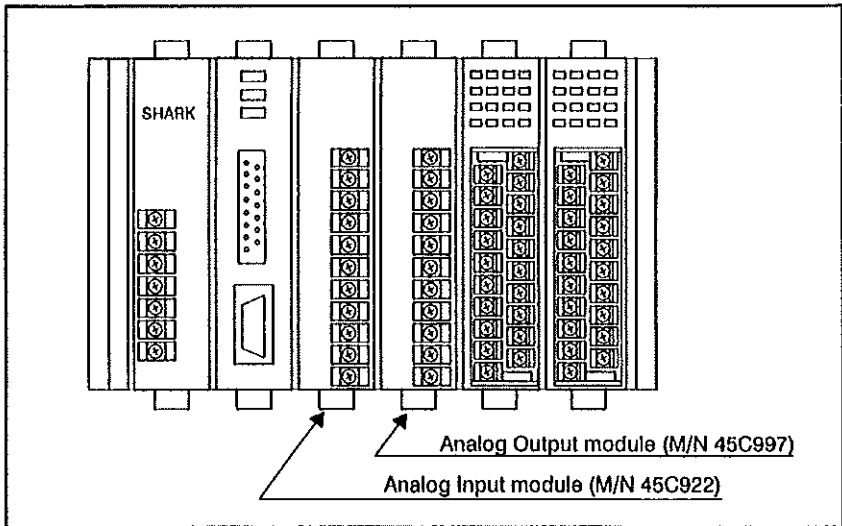 SHARK
Analog Output module (M/N 45C997)
Analog Input module (M/N 45C922)